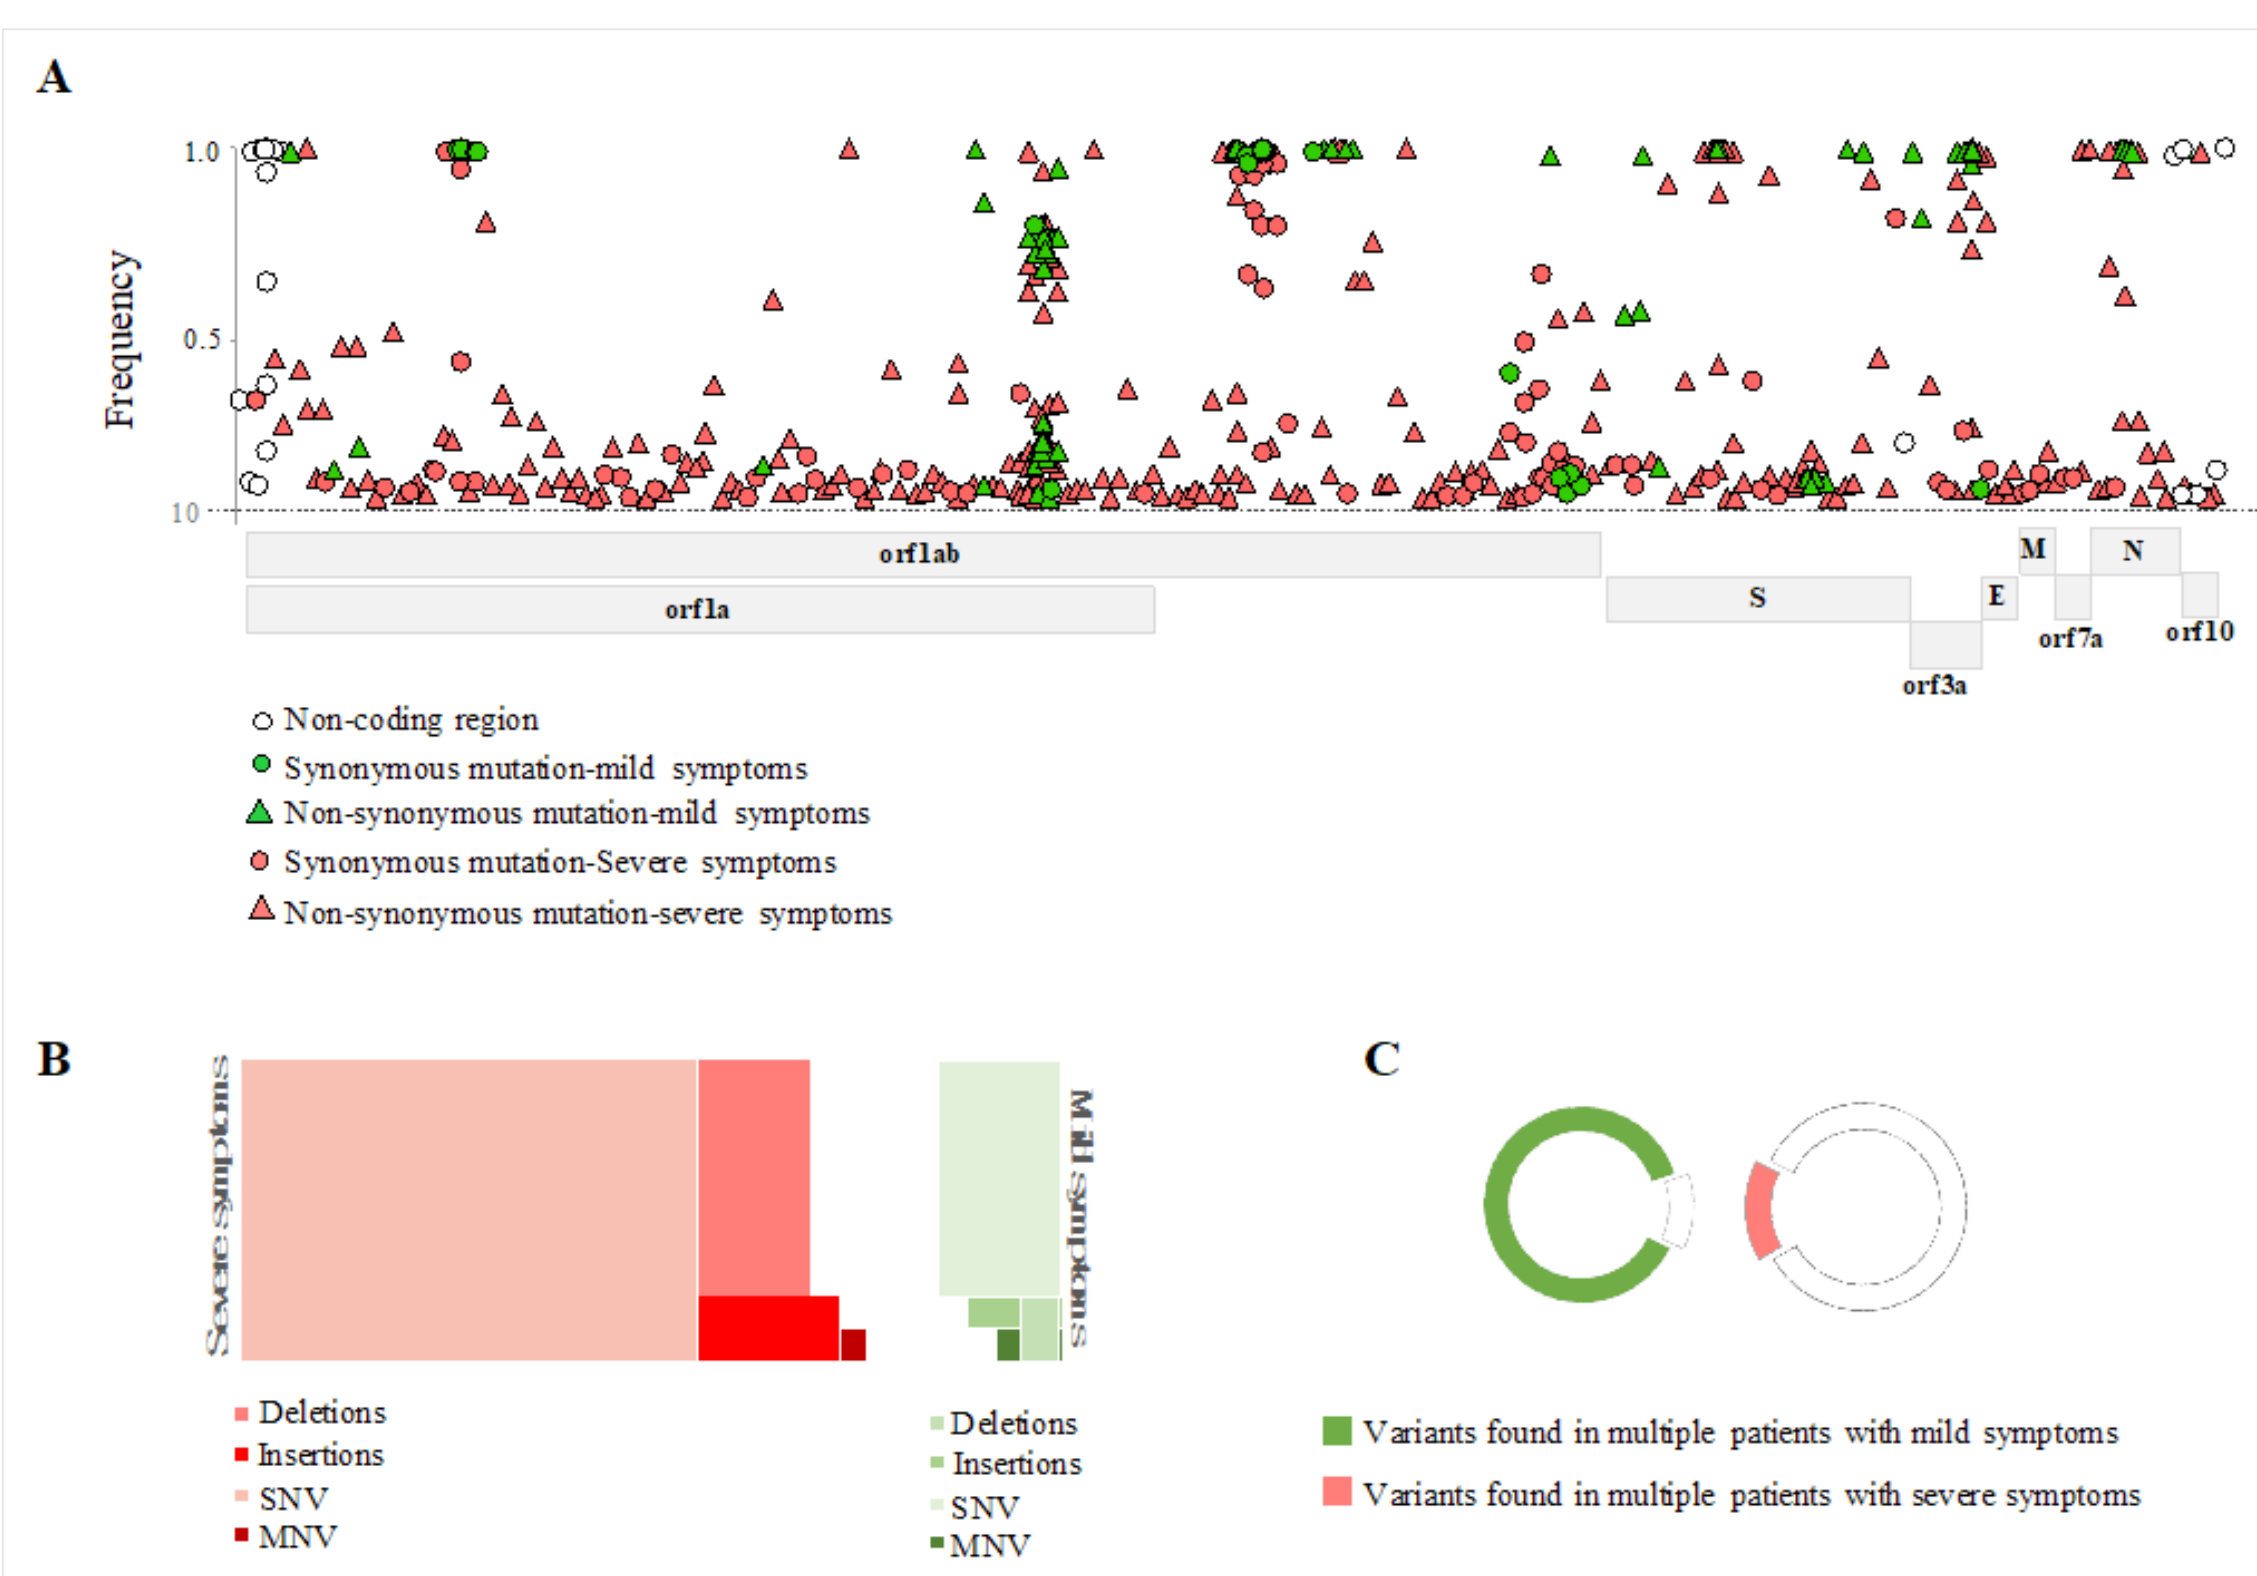 A
1.0
0.5
10
Frequency
orf1ab
orf1a
S
orf3a
E
M
orf7a
N
orf10
Non-coding region
Synonymous mutation-mild symptoms
Non-synonymous mutation-mild symptoms
Synonymous mutation-Severe symptoms
Non-synonymous mutation-severe symptoms
B
Severe symptoms
Mild symptoms
Deletions
Insertions
SNV
MNV
Deletions
Insertions
SNV
MNV
C
Variants found in multiple patients with mild symptoms
Variants found in multiple patients with severe symptoms